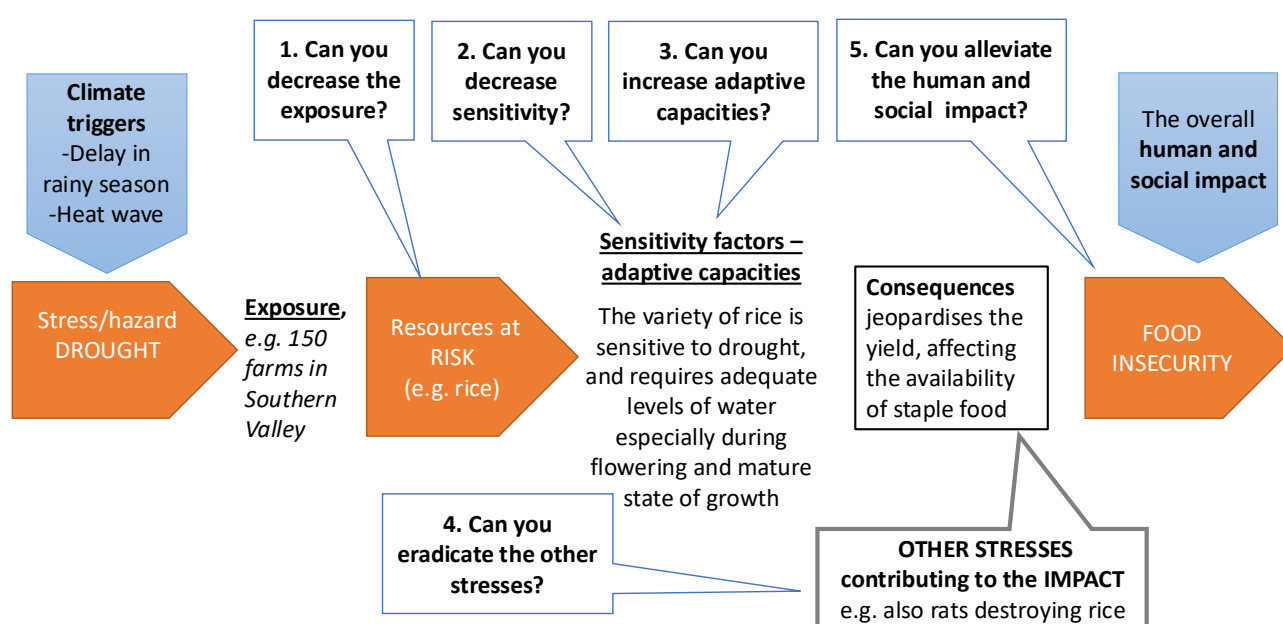 1. Can you
decrease the
exposure?
2. Can you
decrease
sensitivity?
3. Can you
increase adaptive
capacities?
5. Can you alleviate
the human and
social impact?
Climate
triggers
-Delay in
rainy season
-Heat wave
The overall
human and
social impact
Stress/hazard
DROUGHT
Exposure,
e.g. 150
farms in
Southern
Valley
Resources at
RISK
(e.g. rice)
Sensitivity factors –
adaptive capacities
The variety of rice is
sensitive to drought,
and requires adequate
levels of water
especially during
flowering and mature
state of growth
Consequences
jeopardises the
yield, affecting
the availability
of staple food
FOOD
INSECURITY
4. Can you
eradicate the other
stresses?
OTHER STRESSES
contributing to the IMPACT
e.g. also rats destroying rice